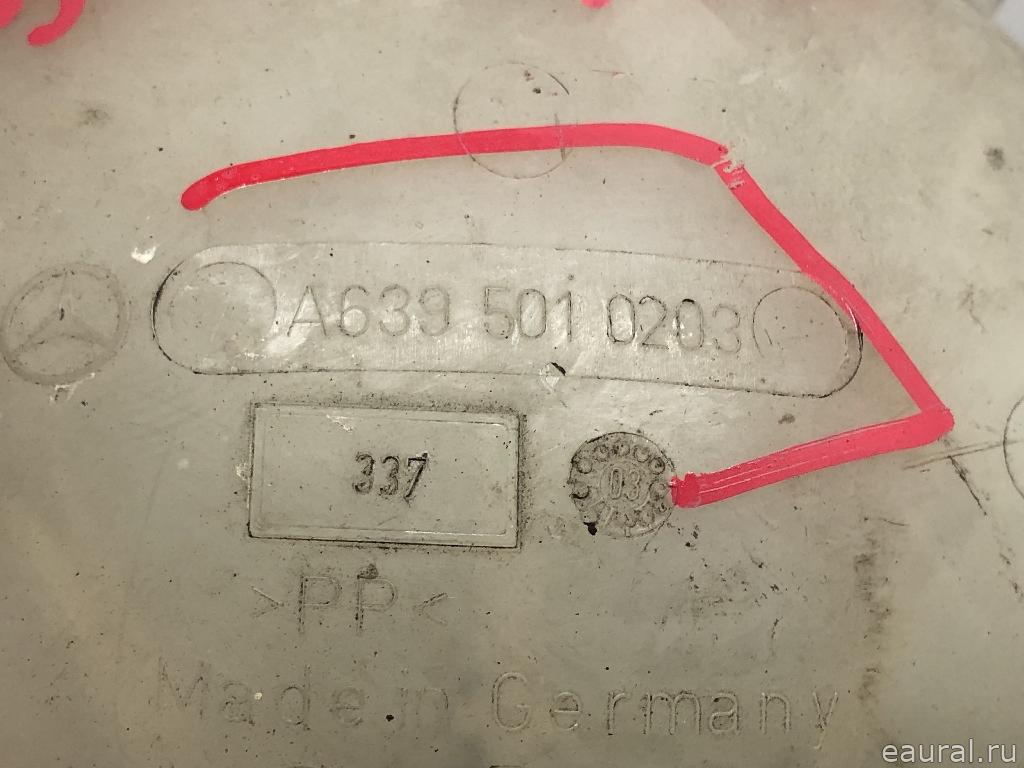 A639 501 0203
337
03
>PP<
Made in Germany
eaural.ru